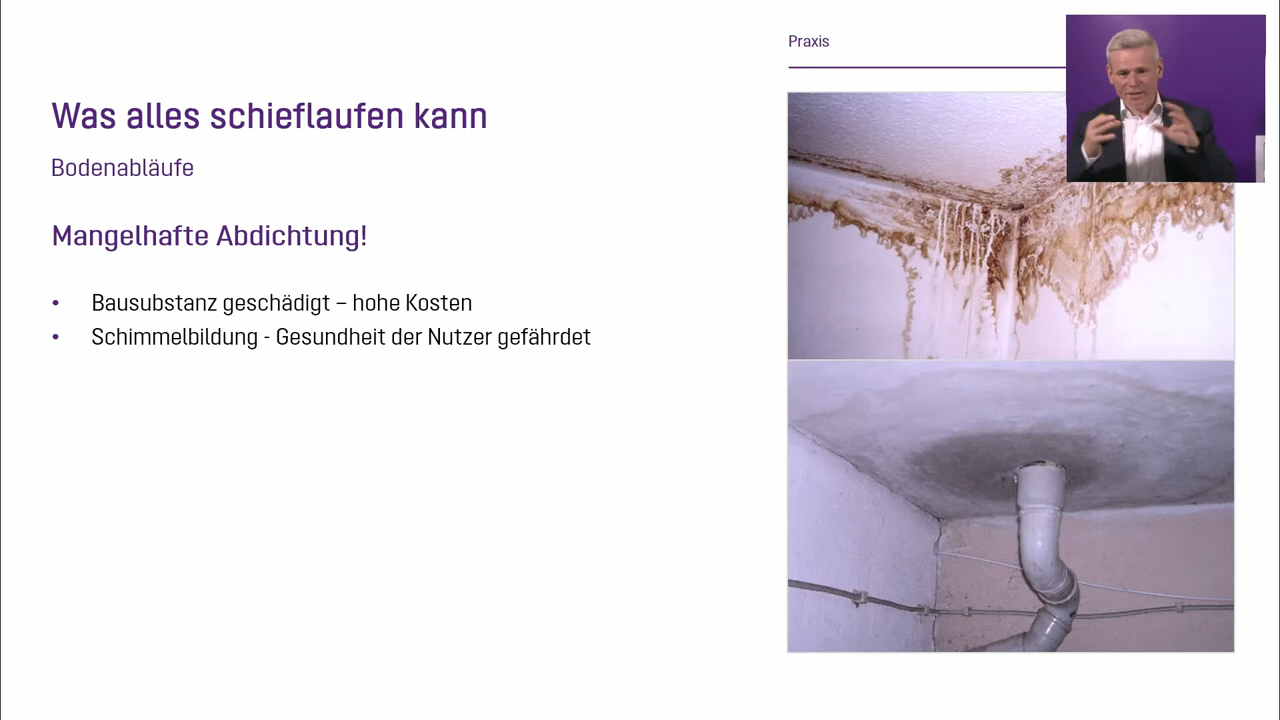 Praxis
Was alles schieflaufen kann
Bodenabläufe
Mangelhafte Abdichtung!
• Bausubstanz geschädigt – hohe Kosten
• Schimmelbildung - Gesundheit der Nutzer gefährdet